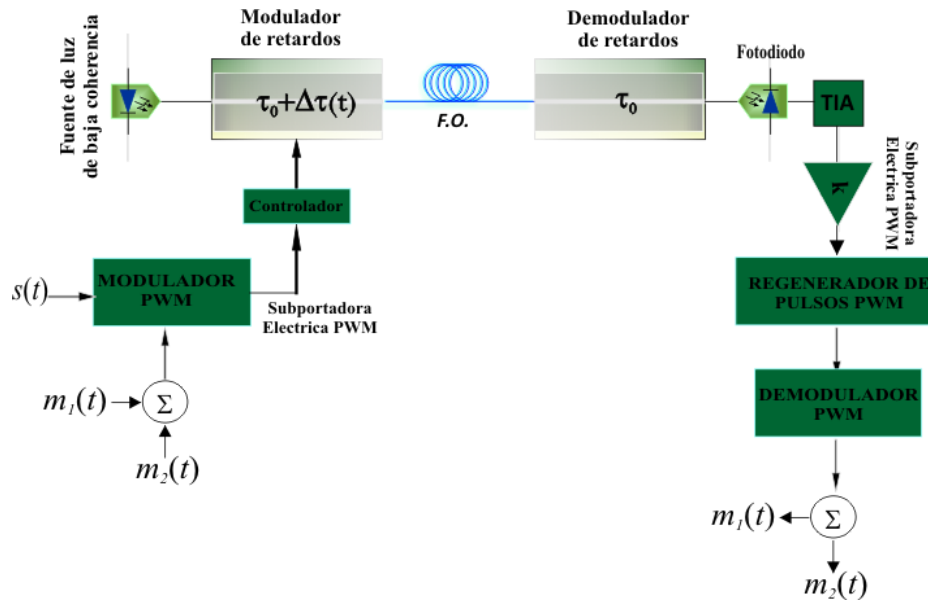 Modulador
de retardos
Demodulador
de retardos
Fotodiodo
Fuente de luz
de baja coherencia
τ₀+Δτ(t)
F.O.
τ₀
TIA
k
Subportadora
Electrica PWM
Controlador
s(t)
MODULADOR
PWM
Subportadora
Electrica PWM
REGENERADOR DE
PULSOS PWM
m₁(t)
Σ
m₂(t)
DEMODULADOR
PWM
m₁(t)
Σ
m₂(t)